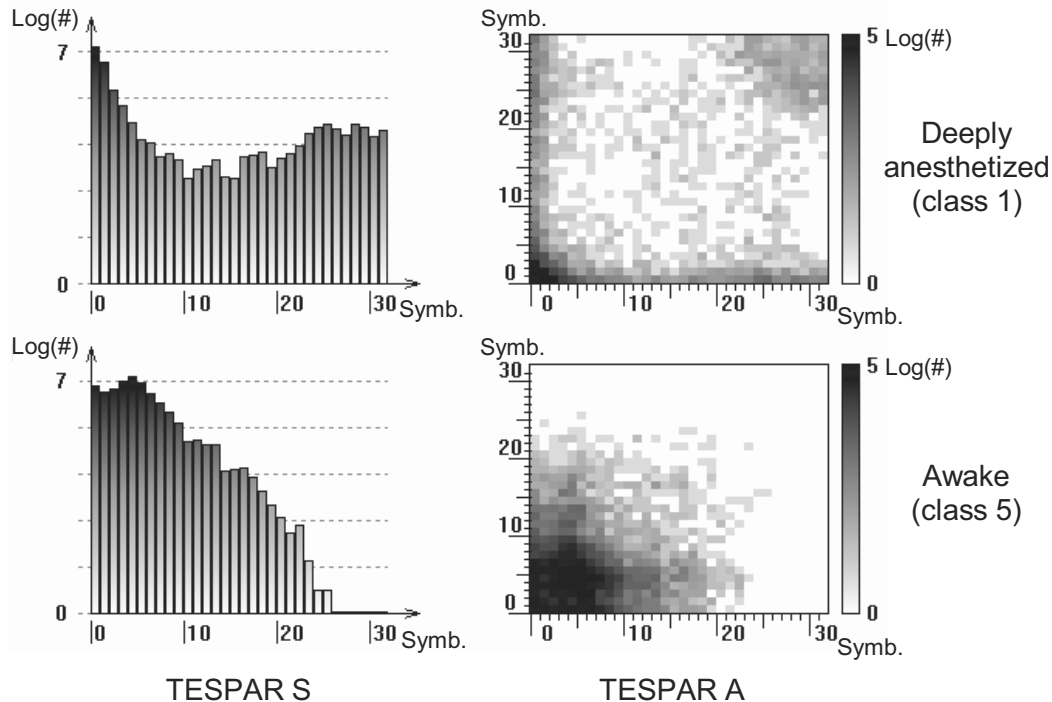 Log(#)
7
0
0 10 20 30
Symb.
Symb.
30
20
10
0
0 10 20 30
Symb.
5 Log(#)
0
Deeply
anesthetized
(class 1)
Log(#)
7
0
0 10 20 30
Symb.
Symb.
30
20
10
0
0 10 20 30
Symb.
5 Log(#)
0
Awake
(class 5)
TESPAR S
TESPAR A